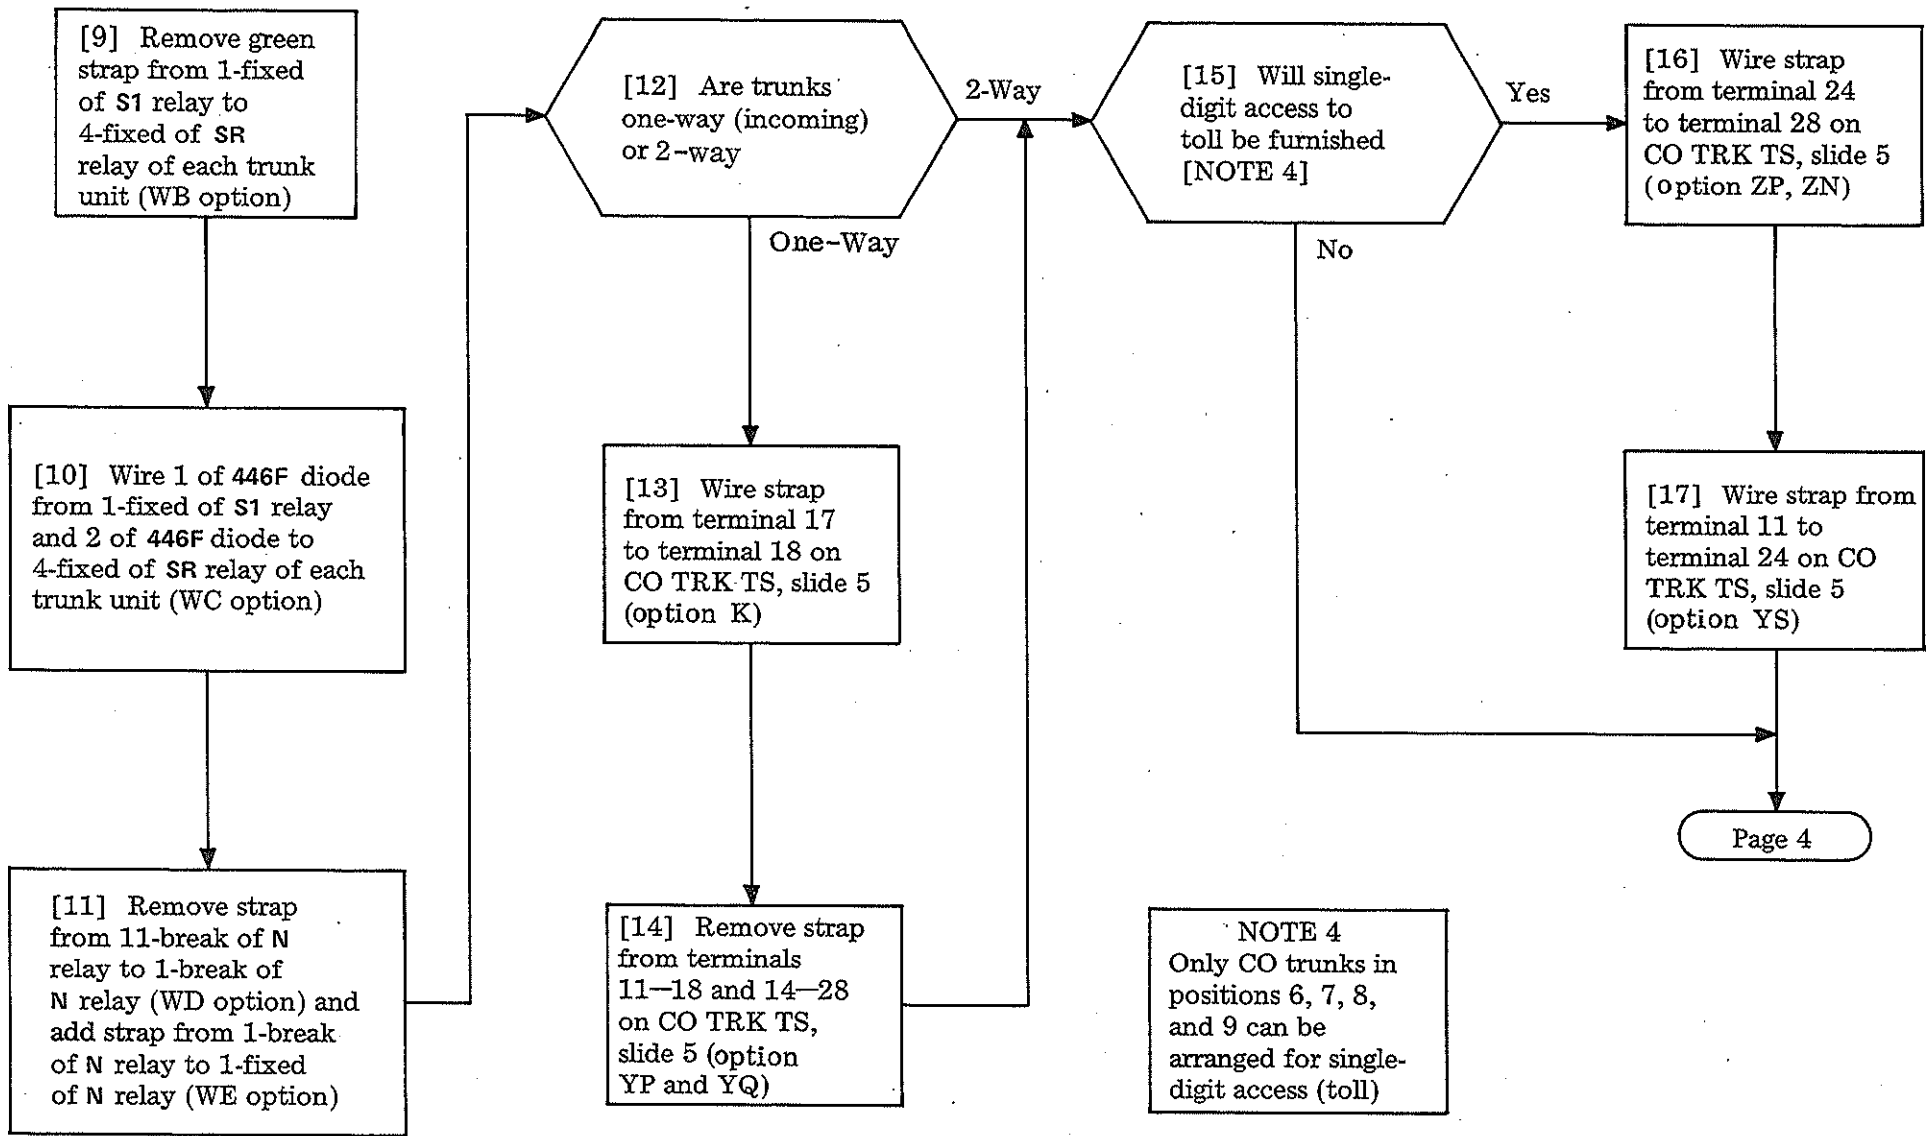 [9] Remove green
strap from 1-fixed
of S1 relay to
4-fixed of SR
relay of each trunk
unit (WB option)
[10] Wire 1 of 446F diode
from 1-fixed of S1 relay
and 2 of 446F diode to
4-fixed of SR relay of each
trunk unit (WC option)
[11] Remove strap
from 11-break of N
relay to 1-break of
N relay (WD option) and
add strap from 1-break
of N relay to 1-fixed
of N relay (WE option)
[12] Are trunks
one-way (incoming)
or 2-way
2-Way
One-Way
[13] Wire strap
from terminal 17
to terminal 18 on
CO TRK TS, slide 5
(option K)
[14] Remove strap
from terminals
11—18 and 14—28
on CO TRK TS,
slide 5 (option
YP and YQ)
[15] Will single-
digit access to
toll be furnished
[NOTE 4]
Yes
No
[16] Wire strap
from terminal 24
to terminal 28 on
CO TRK TS, slide 5
(option ZP, ZN)
[17] Wire strap from
terminal 11 to
terminal 24 on CO
TRK TS, slide 5
(option YS)
Page 4
NOTE 4
Only CO trunks in
positions 6, 7, 8,
and 9 can be
arranged for single-
digit access (toll)